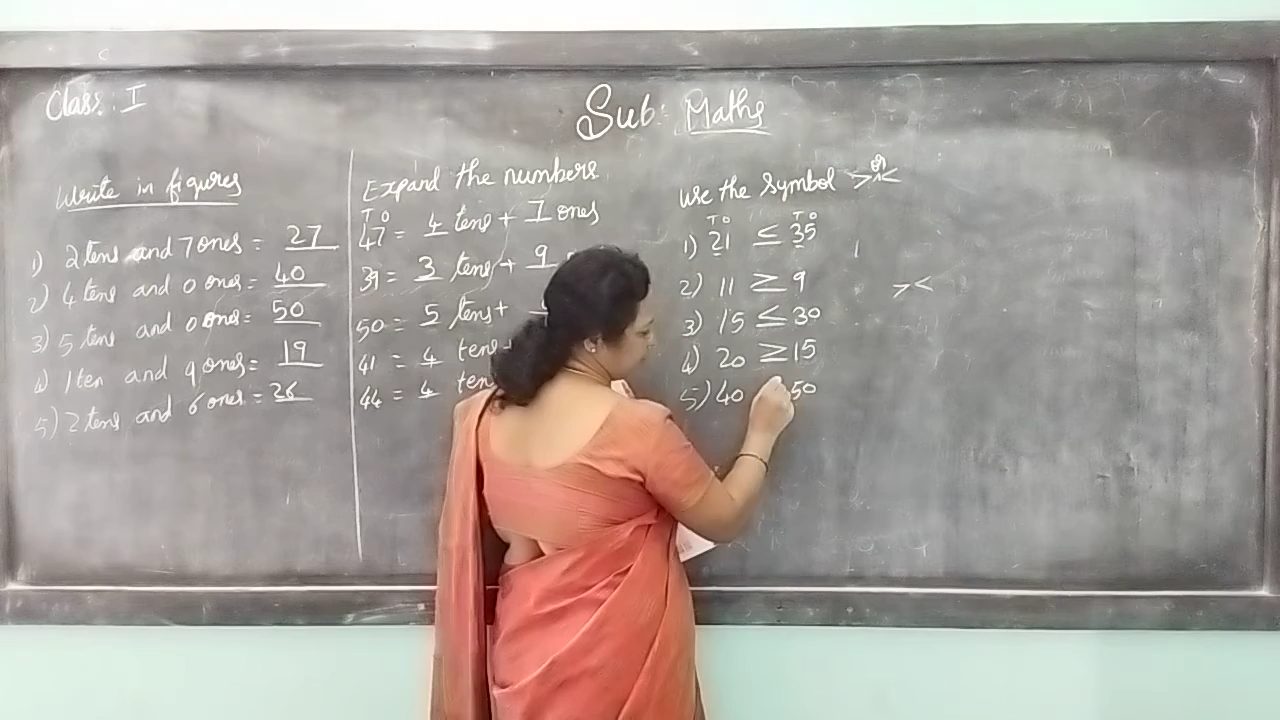 Class: I
Sub: Maths
Write in figures
1) 2 tens and 7 ones = 27
2) 4 tens and 0 ones = 40
3) 5 tens and 0 ones = 50
4) 1 ten and 9 ones = 19
5) 2 tens and 6 ones = 26
Expand the numbers
T O
47 = 4 tens + 7 ones
39 = 3 tens + 9
50 = 5 tens +
41 = 4 tens
44 = 4 ten
Use the Symbol > or <
T O T O
1) 21 < 35
2) 11 > 9
3) 15 < 30
4) 20 > 15
5) 40 50
> <